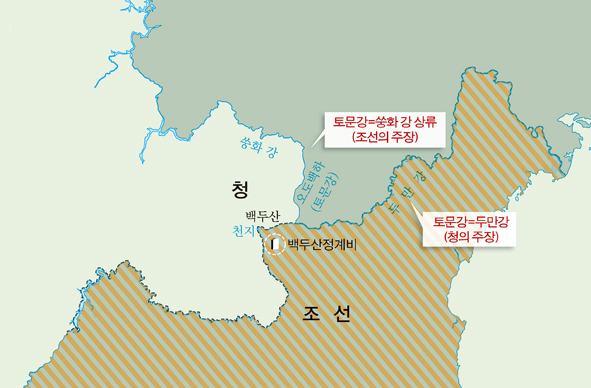 토문강=쑹화 강 상류
(조선의 주장)
쑹화 강
오도백하
(토문강)
두만강
청
백두산
천지
백두산정계비
토문강=두만강
(청의 주장)
조선